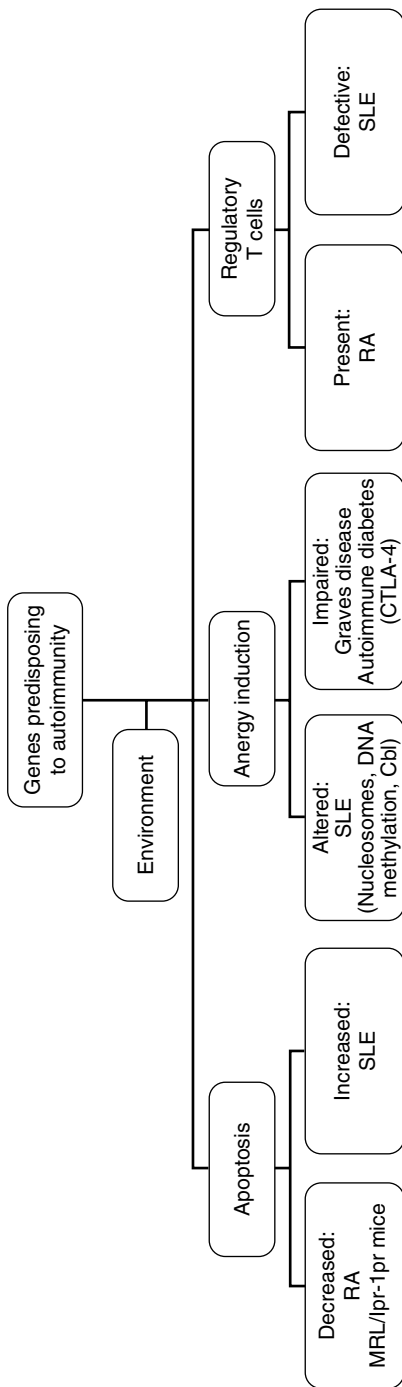 Genes predisposing
to autoimmunity
Environment
Apoptosis
Anergy induction
Regulatory
T cells
Decreased:
RA
MRL/lpr-1pr mice
Increased:
SLE
Altered:
SLE
(Nucleosomes, DNA
methylation, Cbl)
Impaired:
Graves disease
Autoimmune diabetes
(CTLA-4)
Present:
RA
Defective:
SLE